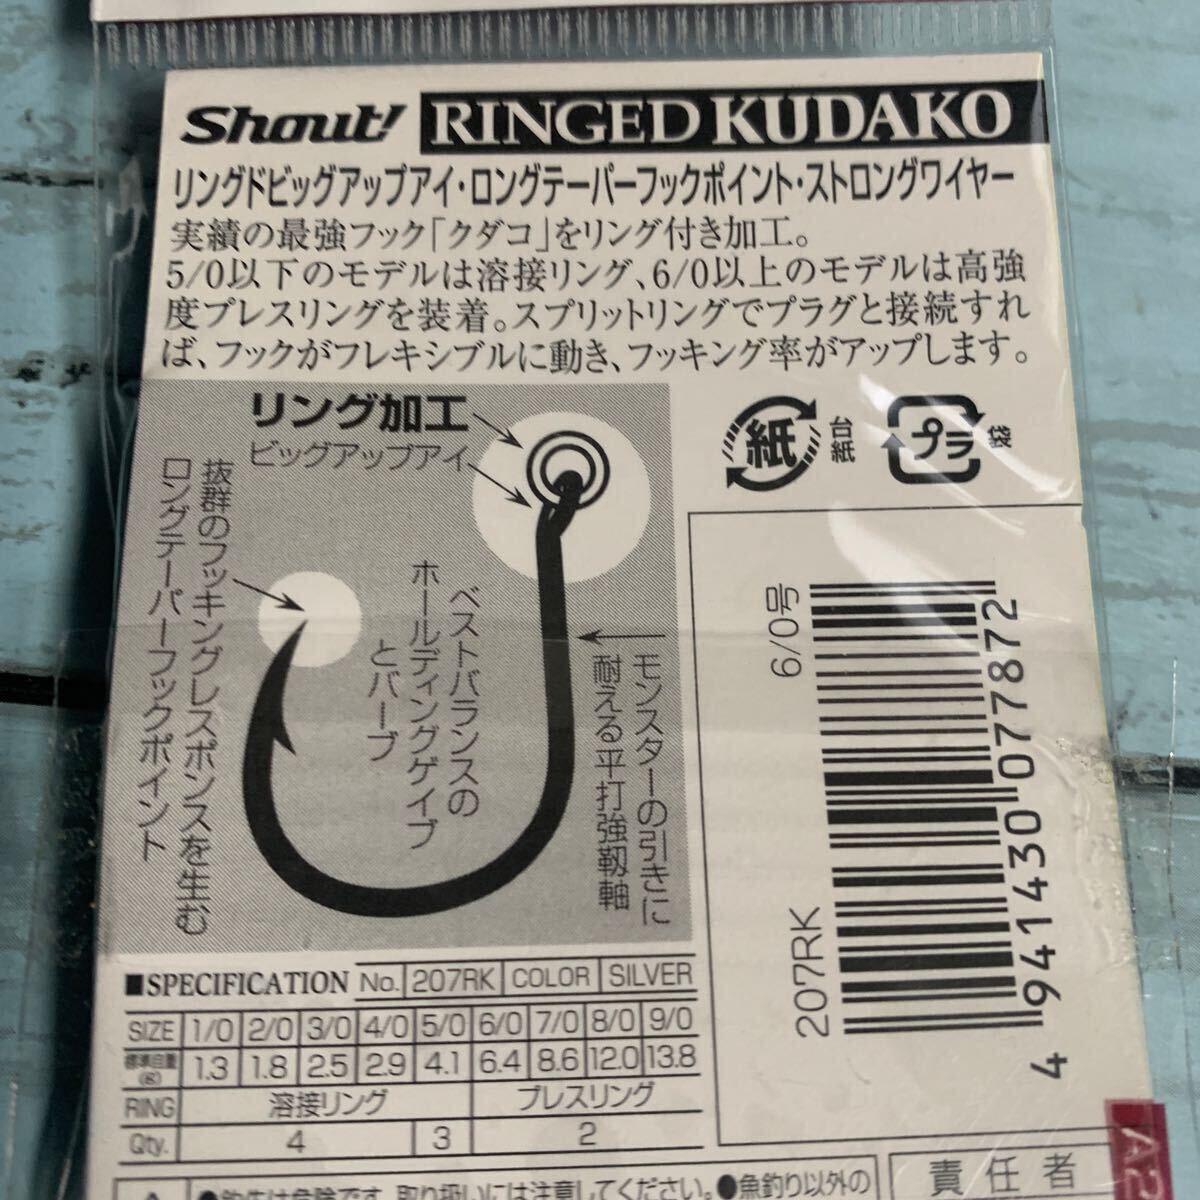 Shout! RINGED KUDAKO
リングドビッグアップアイ・ロングテーパーフックポイント・ストロングワイヤー
実績の最強フック「クダコ」をリング付き加工。
5/0以下のモデルは溶接リング、6/0以上のモデルは高強
度プレスリングを装着。スプリットリングでプラグと接続すれ
ば、フックがフレキシブルに動き、フッキング率がアップします。
リング加工
ビッグアップアイ
抜群のフッキングレスポンスを生む
ロングテーパーフックポイント
ベストバランスの
ホールディングゲイプ
とバーブ
モンスターの引きに
耐える平打強靱軸
紙
台紙
プラ
袋
6/0号
207RK
4 941430 077872
■SPECIFICATION No. 207RK COLOR SILVER
SIZE 1/0 2/0 3/0 4/0 5/0 6/0 7/0 8/0 9/0
標準自重(g) 1.3 1.8 2.5 2.9 4.1 6.4 8.6 12.0 13.8
RING 溶接リング プレスリング
Qty. 4 3 2
●釣先は危険です。取り扱いには注意してください。●魚釣り以外の
責任者
A2